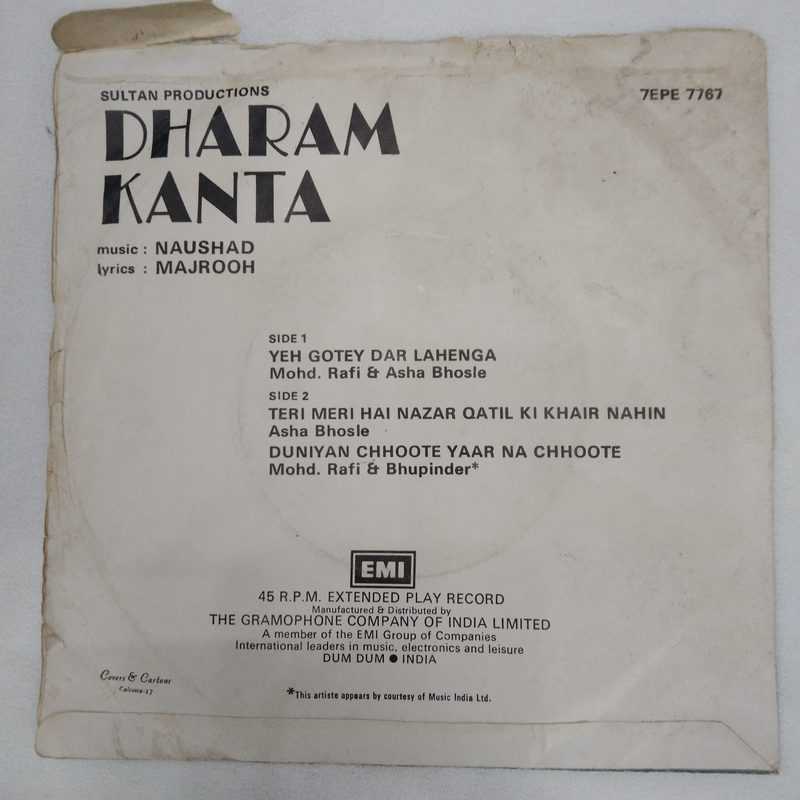 SULTAN PRODUCTIONS
7EPE 7767
DHARAM
KANTA
music : NAUSHAD
lyrics : MAJROOH
SIDE 1
YEH GOTEY DAR LAHENGA
Mohd. Rafi & Asha Bhosle
SIDE 2
TERI MERI HAI NAZAR QATIL KI KHAIR NAHIN
Asha Bhosle
DUNIYAN CHHOOTE YAAR NA CHHOOTE
Mohd. Rafi & Bhupinder*
EMI
45 R.P.M. EXTENDED PLAY RECORD
Manufactured & Distributed by
THE GRAMOPHONE COMPANY OF INDIA LIMITED
A member of the EMI Group of Companies
International leaders in music, electronics and leisure
DUM DUM ● INDIA
Covers & Cartons
Calcutta-17
*This artiste appears by courtesy of Music India Ltd.